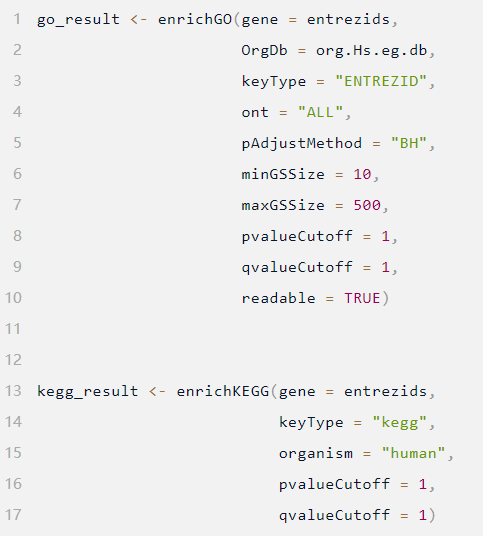 1 go_result <- enrichGO(gene = entrezids,
2 OrgDb = org.Hs.eg.db,
3 keyType = "ENTREZID",
4 ont = "ALL",
5 pAdjustMethod = "BH",
6 minGSSize = 10,
7 maxGSSize = 500,
8 pvalueCutoff = 1,
9 qvalueCutoff = 1,
10 readable = TRUE)
11
12
13 kegg_result <- enrichKEGG(gene = entrezids,
14 keyType = "kegg",
15 organism = "human",
16 pvalueCutoff = 1,
17 qvalueCutoff = 1)